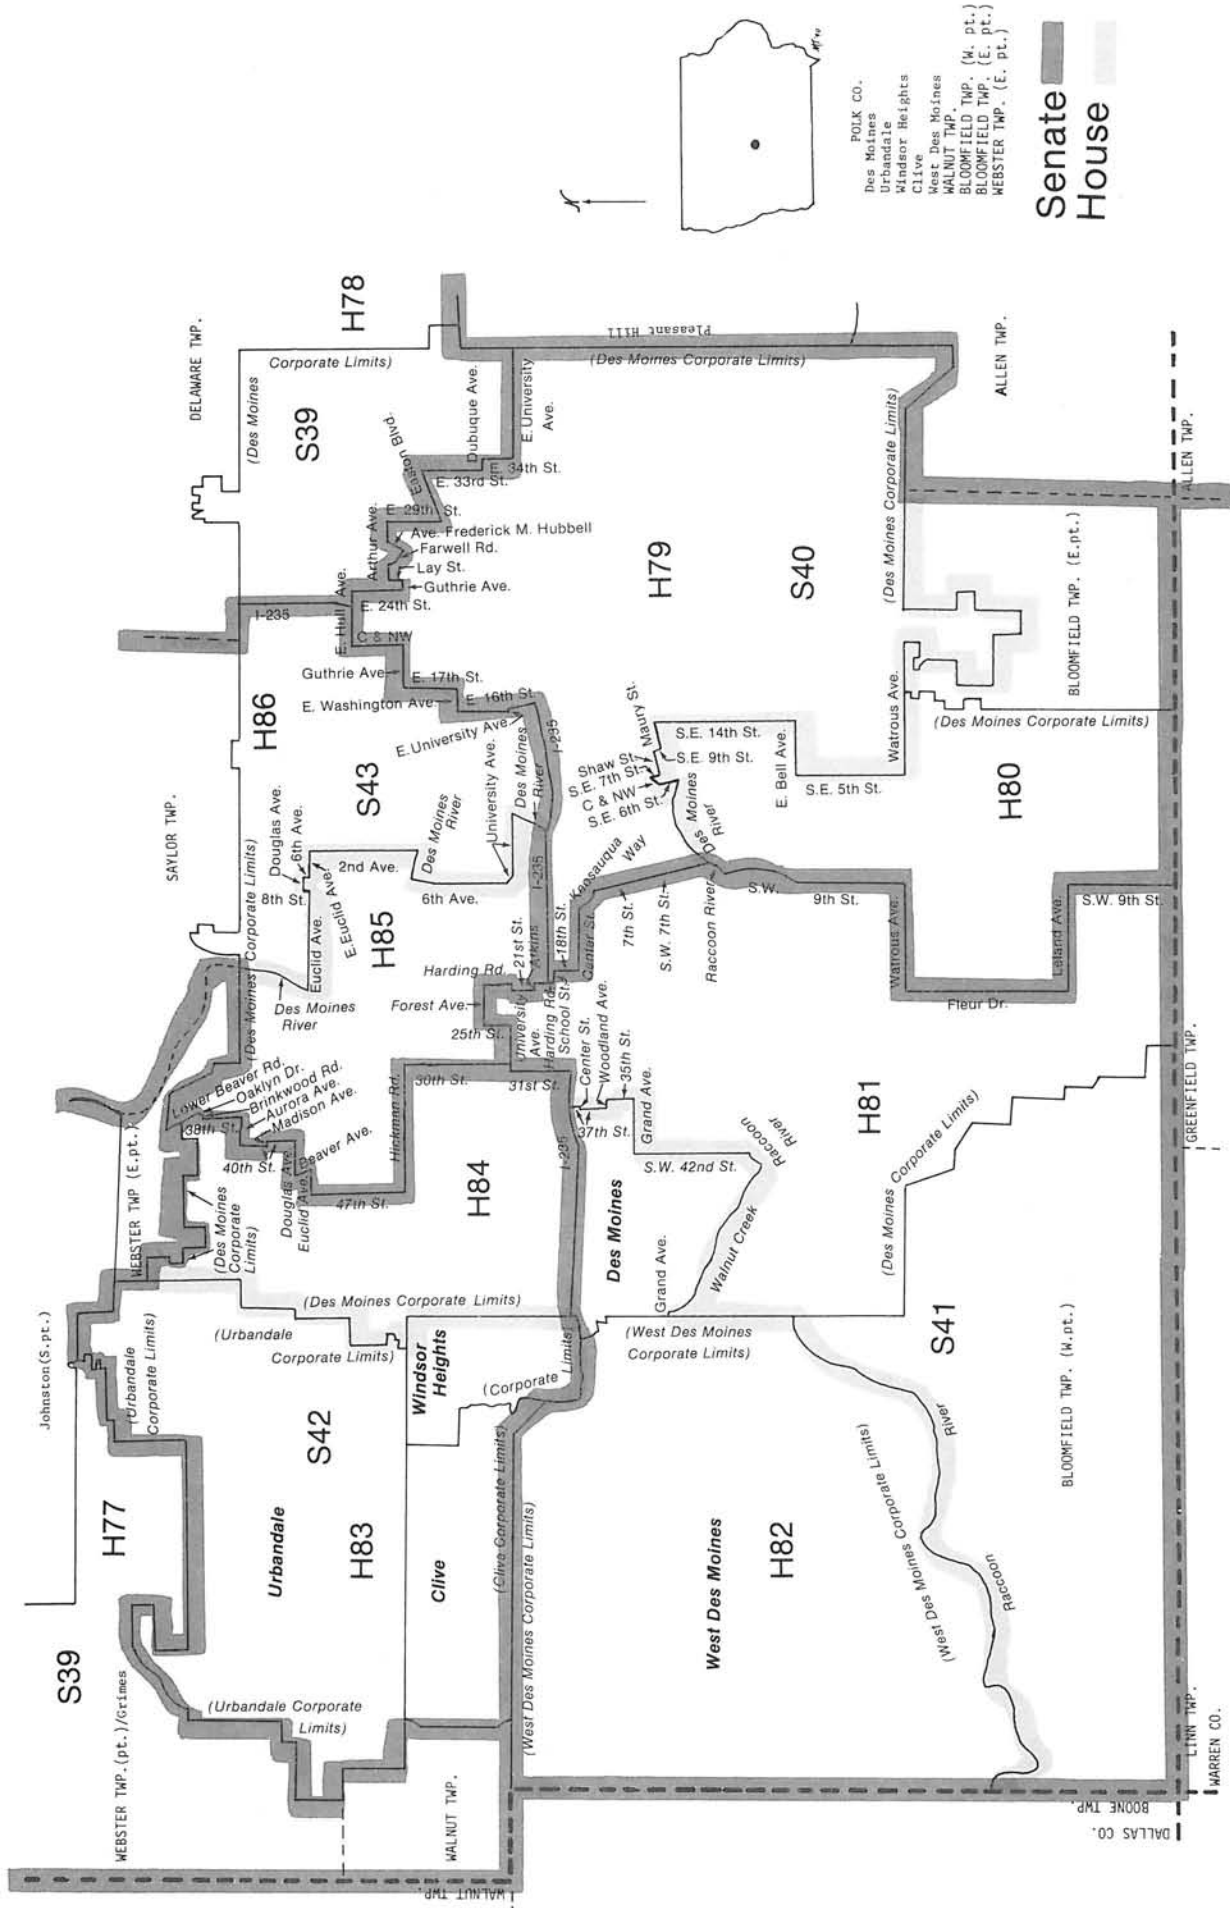 DELAWARE TWP.
(Des Moines
Corporate Limits)
H78
S39
SAYLOR TWP.
H86
I-235
E. Hull Ave.
Arthur Ave.
Easton Blvd.
Dubuque Ave.
E. University
Ave.
E. 34th St.
E. 33rd St.
E. 29th St.
Ave. Frederick M. Hubbell
Farwell Rd.
Lay St.
Guthrie Ave.
E. 24th St.
C & NW
Guthrie Ave
E. 17th St.
E. Washington Ave.
E. 16th St.
E. University Ave.
I-235
S43
Douglas Ave.
6th Ave.
8th St.
2nd Ave.
Des Moines
River
University Ave.
Des Moines
River
6th Ave.
Euclid Ave.
E. Euclid Ave.
H85
(Des Moines Corporate Limits)
Des Moines
River
Harding Rd.
21st St.
Atkins
I-235
18th St.
Center St.
Keosauqua
Way
Forest Ave.
25th St.
University
Ave.
Harding Rd.
School St.
30th St.
31st St.
Hickman Rd.
Lower Beaver Rd.
Oaklyn Dr.
Brinkwood Rd.
Aurora Ave.
Madison Ave.
38th St.
40th St.
Douglas Ave.
Euclid Ave.
Beaver Ave.
47th St.
H84
I-235
WEBSTER TWP (E.pt.)
(Des Moines
Corporate
Limits)
(Des Moines Corporate Limits)
(Urbandale
Corporate Limits)
Windsor
Heights
(Corporate Limits)
Johnston(S.pt.)
(Urbandale
Corporate Limits)
H77
S42
Urbandale
H83
Clive
(Clive Corporate Limits)
(West Des Moines Corporate Limits)
S39
(Urbandale Corporate
Limits)
WEBSTER TWP.(pt.)/Grimes
WALNUT TWP.
WALNUT TWP.
Pleasant Hill
(Des Moines Corporate Limits)
ALLEN TWP.
(Des Moines Corporate Limits)
ALLEN TWP.
H79
S40
BLOOMFIELD TWP. (E.pt.)
Shaw St.
Maury St.
S.E. 7th St.
S.E. 9th St.
C & NW
S.E. 6th St.
S.E. 14th St.
E. Bell Ave.
S.E. 5th St.
Watrous Ave.
(Des Moines Corporate Limits)
H80
Des Moines
River
7th St.
S.W. 7th St.
Raccoon River
S.W.
9th St.
Watrous Ave.
Fleur Dr.
Leland Ave.
S.W. 9th St.
Center St.
Woodland Ave.
35th St.
37th St.
Grand Ave.
S.W. 42nd St.
Raccoon
River
H81
Des Moines
Walnut Creek
Grand Ave.
(Des Moines Corporate Limits)
GREENFIELD TWP.
(West Des Moines
Corporate Limits)
S41
River
BLOOMFIELD TWP. (W.pt.)
(West Des Moines Corporate Limits)
Raccoon
West Des Moines
H82
LINN TWP.
WARREN CO.
BOONE TWP.
DALLAS CO.
N
POLK CO.
Des Moines
Urbandale
Windsor Heights
Clive
West Des Moines
WALNUT TWP.
BLOOMFIELD TWP. (W. pt.)
BLOOMFIELD TWP. (E. pt.)
WEBSTER TWP. (E. pt.)
Senate
House